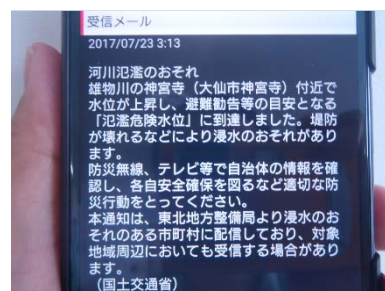 受信メール
2017/07/23 3:13
河川氾濫のおそれ
雄物川の神宮寺（大仙市神宮寺）付近で
水位が上昇し、避難勧告等の目安となる
「氾濫危険水位」に到達しました。堤防
が壊れるなどにより浸水のおそれがあり
ます。
防災無線、テレビ等で自治体の情報を確
認し、各自安全確保を図るなど適切な防
災行動をとってください。
本通知は、東北地方整備局より浸水のお
それのある市町村に配信しており、対象
地域周辺においても受信する場合があり
ます。
（国土交通省）